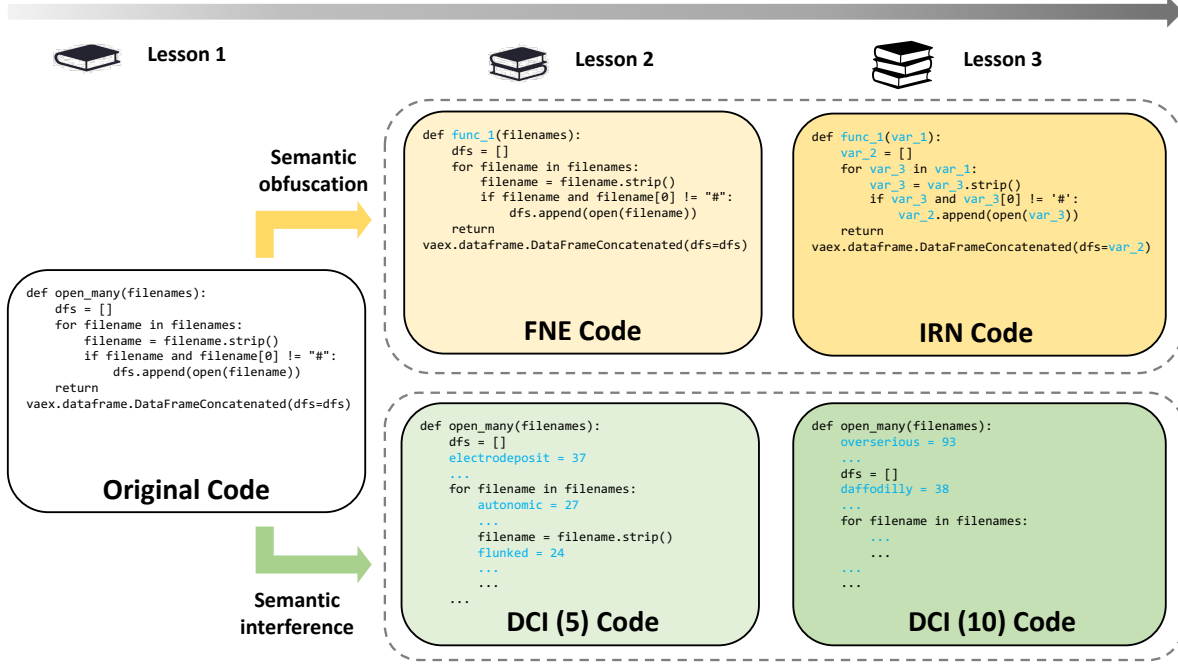 Lesson 1
Lesson 2
Lesson 3
Semantic
obfuscation
def func_1(filenames):
    dfs = []
    for filename in filenames:
        filename = filename.strip()
        if filename and filename[0] != "#":
            dfs.append(open(filename))
    return
vaex.dataframe.DataFrameConcatenated(dfs=dfs)
FNE Code
def func_1(var_1):
    var_2 = []
    for var_3 in var_1:
        var_3 = var_3.strip()
        if var_3 and var_3[0] != '#':
            var_2.append(open(var_3))
    return
vaex.dataframe.DataFrameConcatenated(dfs=var_2)
IRN Code
def open_many(filenames):
    dfs = []
    for filename in filenames:
        filename = filename.strip()
        if filename and filename[0] != "#":
            dfs.append(open(filename))
    return
vaex.dataframe.DataFrameConcatenated(dfs=dfs)
Original Code
Semantic
interference
def open_many(filenames):
    dfs = []
    electrodeposit = 37
    ...
    for filename in filenames:
        autonomic = 27
        ...
        filename = filename.strip()
        flunked = 24
        ...
        ...
    ...
DCI (5) Code
def open_many(filenames):
    overserious = 93
    ...
    dfs = []
    daffodilly = 38
    ...
    for filename in filenames:
        ...
        ...
    ...
    ...
DCI (10) Code